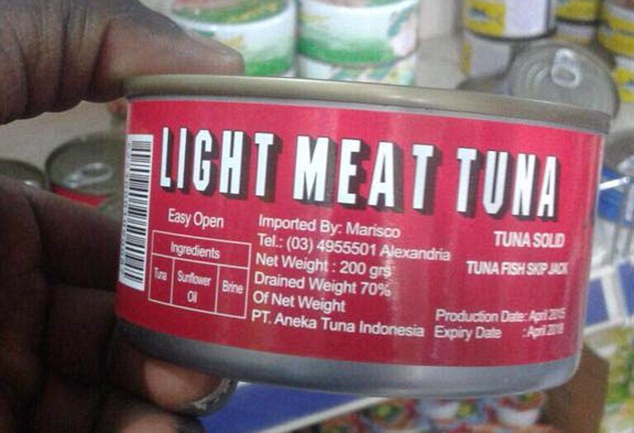 LIGHT MEAT TUNA
Easy Open
Ingredients
Tuna
Sunflower
Oil
Brine
Imported By: Marisco
Tel.: (03) 4955501 Alexandria
Net Weight: 200 grs
Drained Weight 70%
Of Net Weight
PT. Aneka Tuna Indonesia
TUNA SOLID
TUNA FISH SKIP JACK
Production Date: April 2015
Expiry Date : April 2018